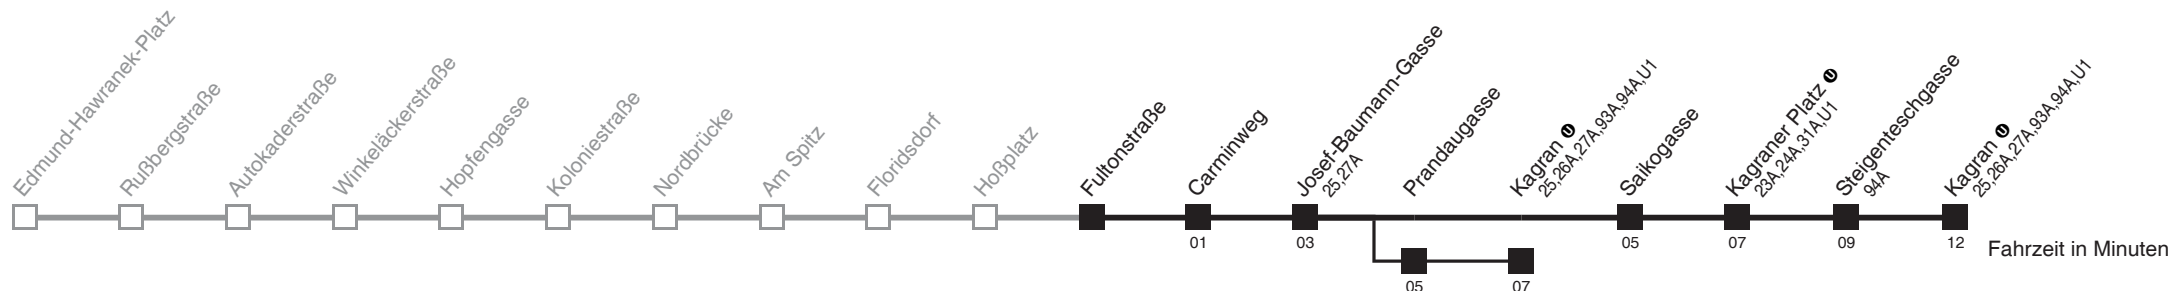 Edmund-Hawranek-Platz
Rußbergstraße
Autokaderstraße
Winkeläckerstraße
Hopfengasse
Koloniestraße
Nordbrücke
Am Spitz
Floridsdorf
Hoßplatz
Fultonstraße
Carminweg
01
Josef-Baumann-Gasse
25,27A
03
Prandaugasse
05
Kagran U
25,26A,27A,93A,94A,U1
07
Saikogasse
05
Kagraner Platz U
23A,24A,31A,U1
07
Steigenteschgasse
94A
09
Kagran U
25,26A,27A,93A,94A,U1
12
Fahrzeit in Minuten